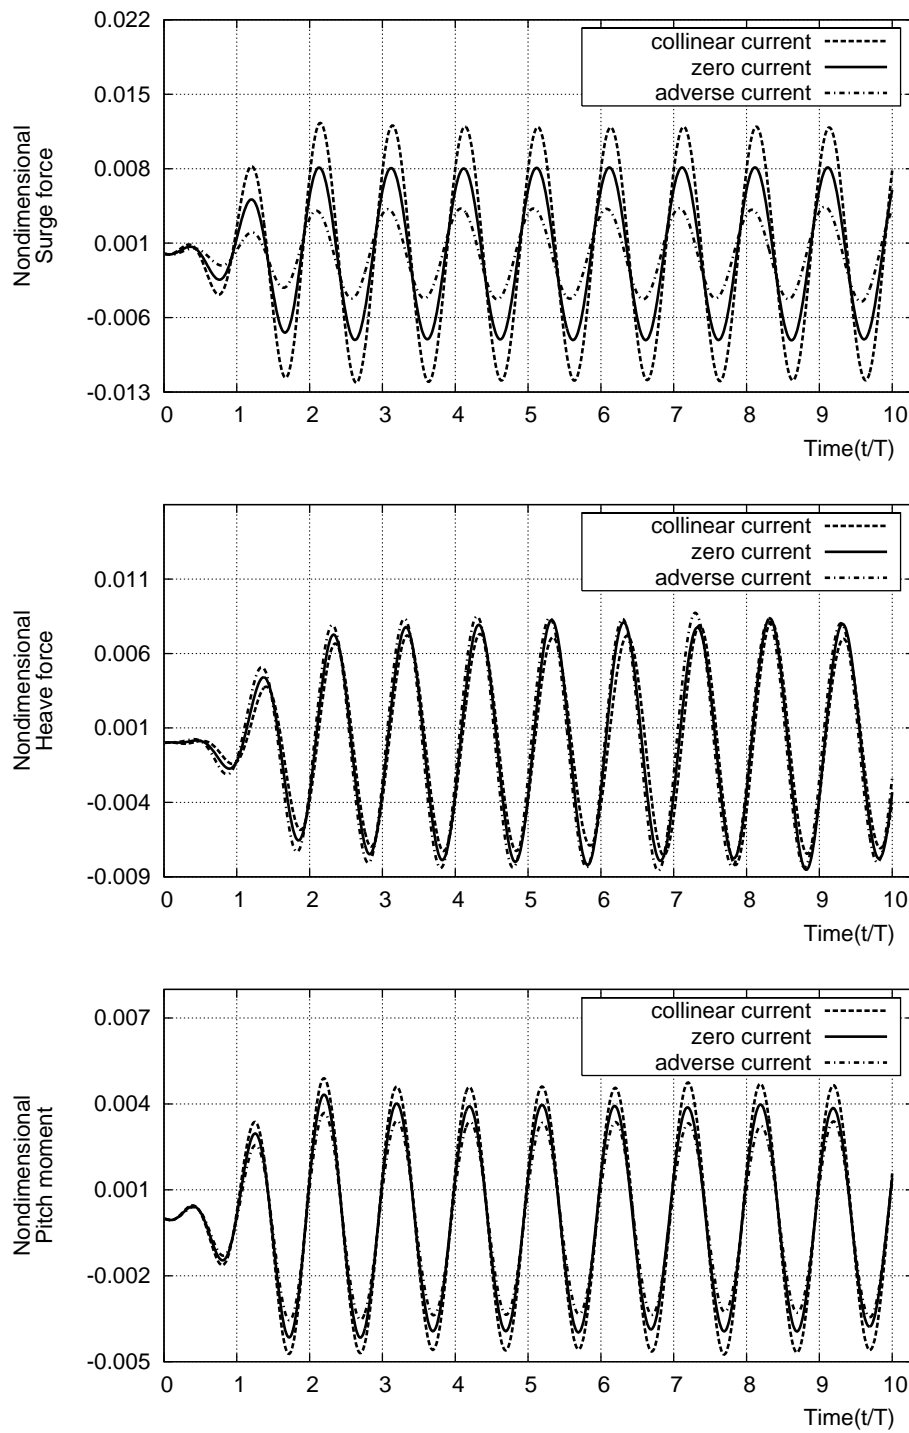 0.022
0.015
0.008
0.001
-0.006
-0.013
Nondimensional
Surge force
collinear current
zero current
adverse current
0 1 2 3 4 5 6 7 8 9 10
Time(t/T)
0.011
0.006
0.001
-0.004
-0.009
Nondimensional
Heave force
collinear current
zero current
adverse current
0 1 2 3 4 5 6 7 8 9 10
Time(t/T)
0.007
0.004
0.001
-0.002
-0.005
Nondimensional
Pitch moment
collinear current
zero current
adverse current
0 1 2 3 4 5 6 7 8 9 10
Time(t/T)